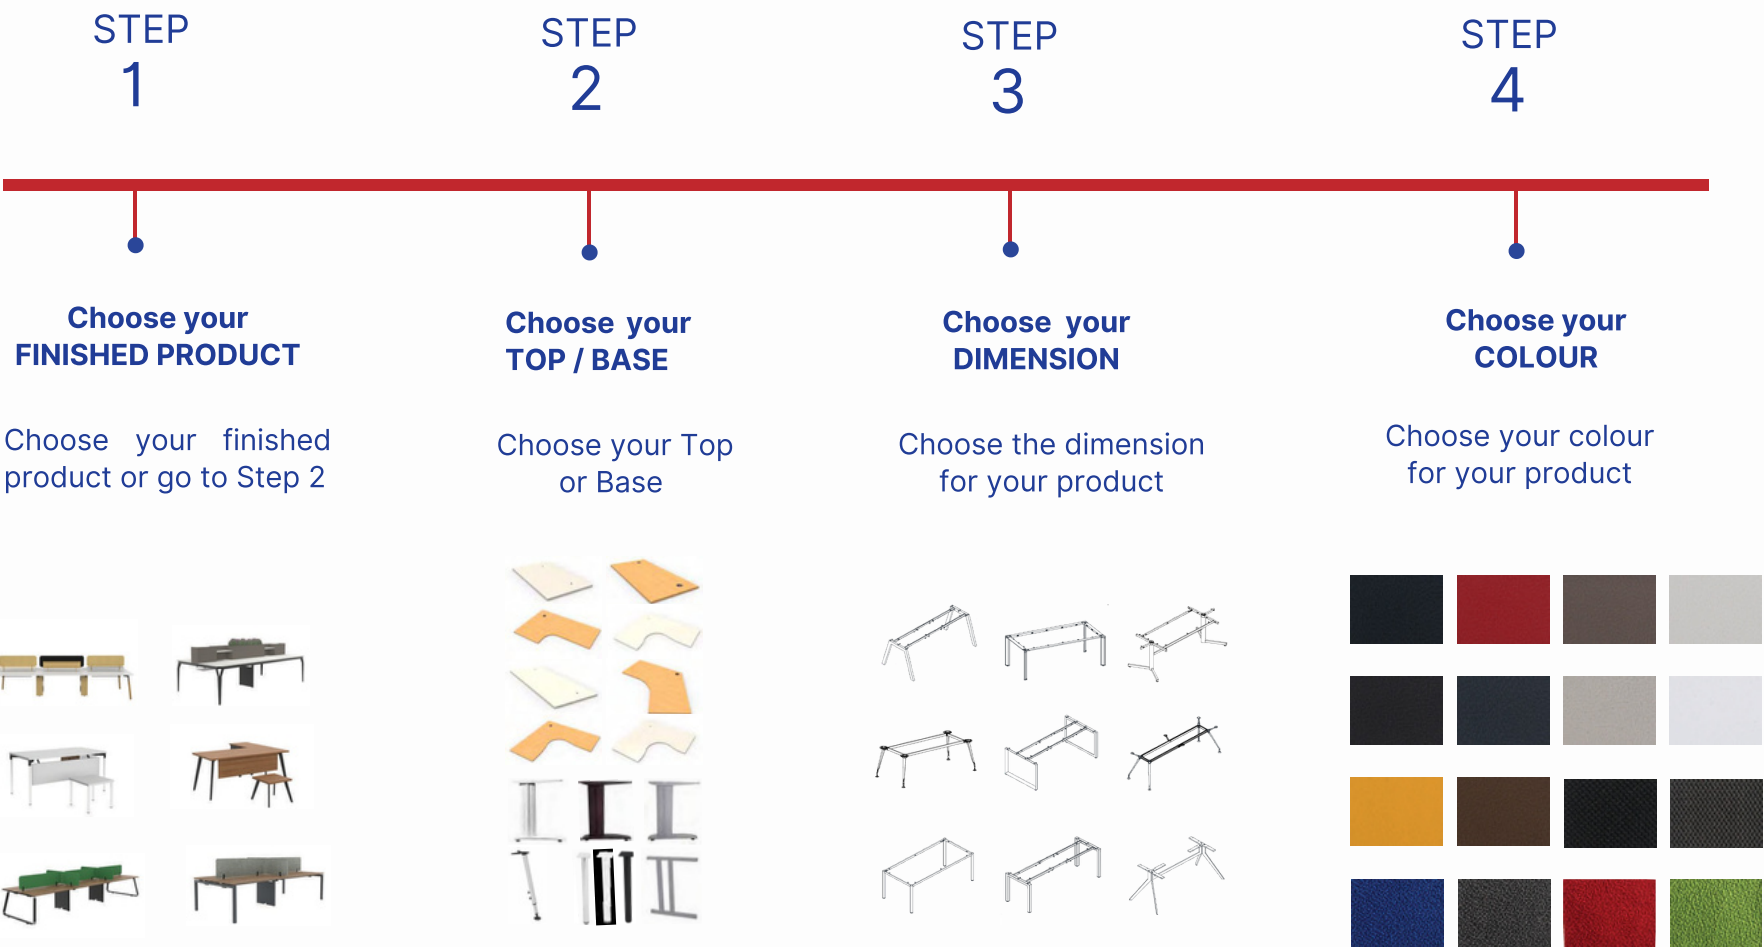 STEP
1
Choose your
FINISHED PRODUCT
Choose your finished
product or go to Step 2
STEP
2
Choose your
TOP / BASE
Choose your Top
or Base
STEP
3
Choose your
DIMENSION
Choose the dimension
for your product
STEP
4
Choose your
COLOUR
Choose your colour
for your product